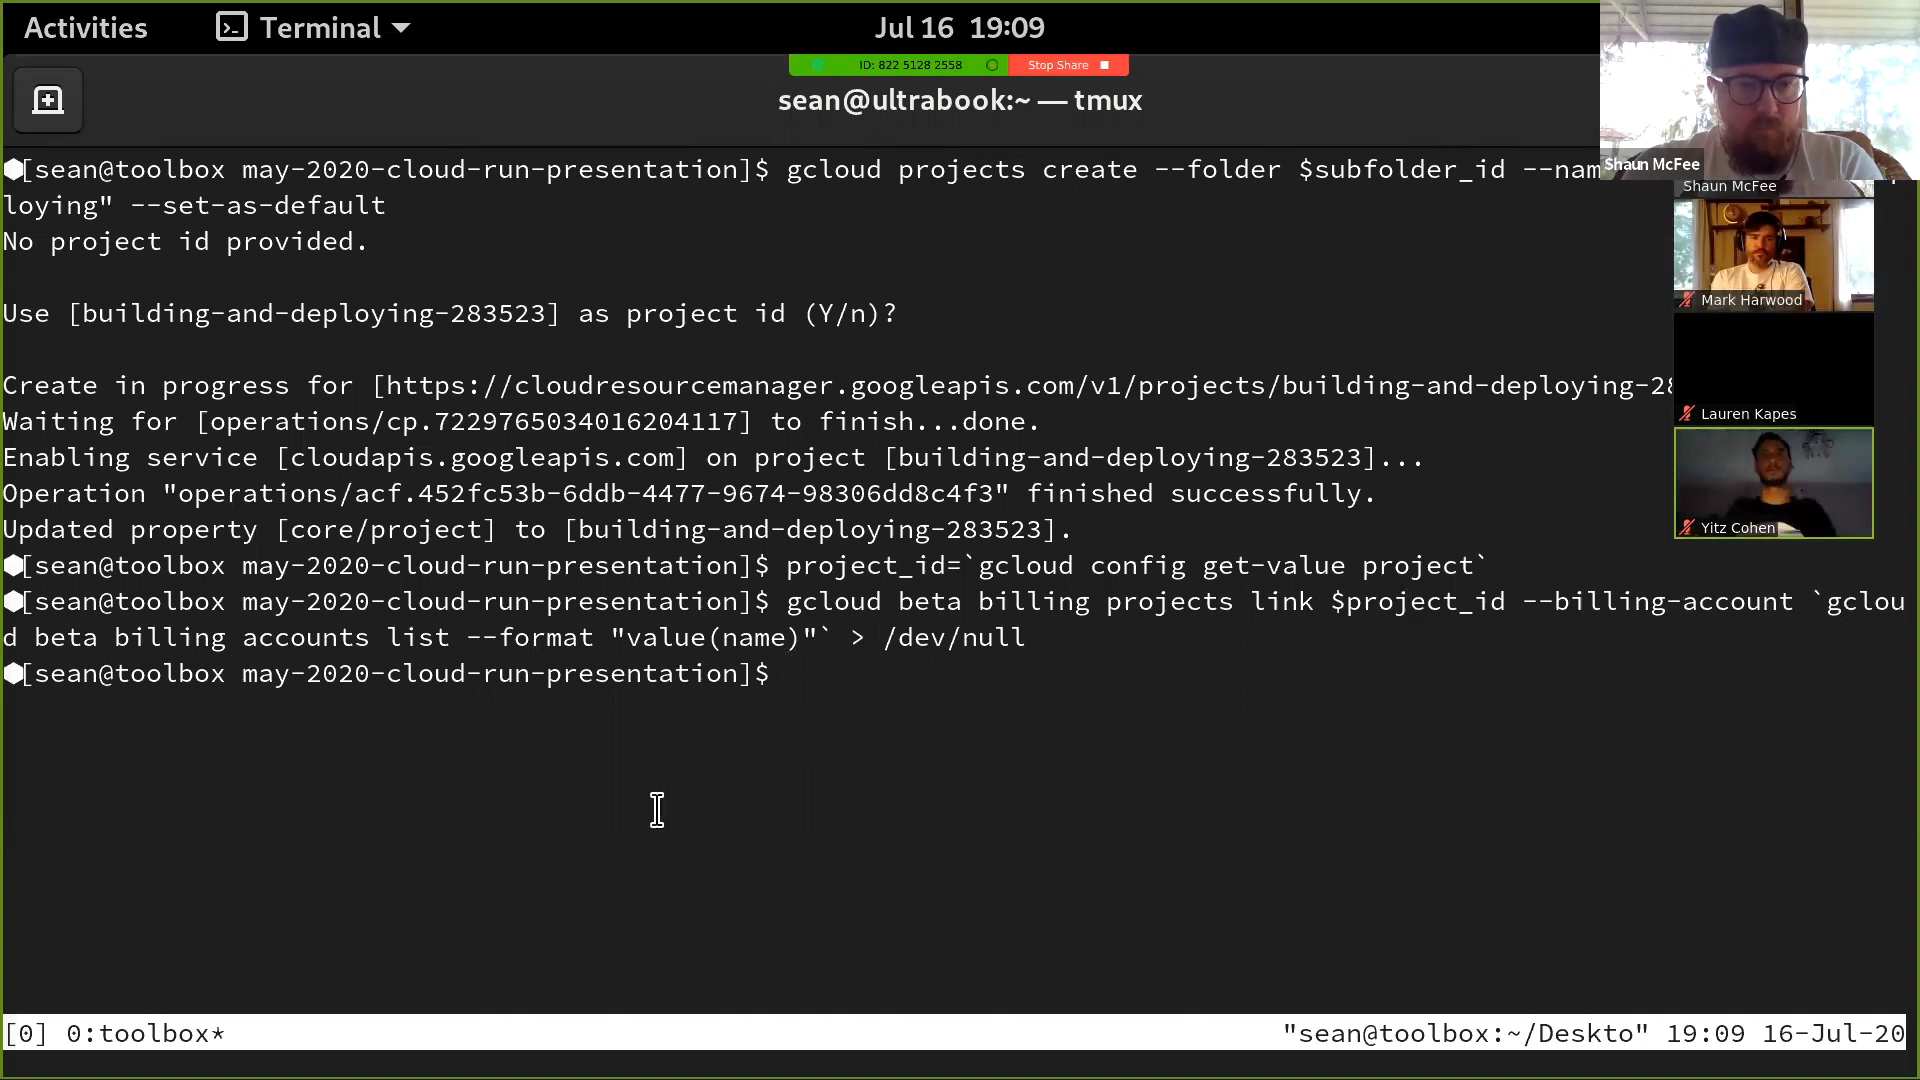 Activities Terminal Jul 16 19:09
ID: 822 5128 2558 Stop Share
sean@ultrabook:~ — tmux
[sean@toolbox may-2020-cloud-run-presentation]$ gcloud projects create --folder $subfolder_id --nam
loying" --set-as-default
No project id provided.
Use [building-and-deploying-283523] as project id (Y/n)?
Create in progress for [https://cloudresourcemanager.googleapis.com/v1/projects/building-and-deploying-28
Waiting for [operations/cp.7229765034016204117] to finish...done.
Enabling service [cloudapis.googleapis.com] on project [building-and-deploying-283523]...
Operation "operations/acf.452fc53b-6ddb-4477-9674-98306dd8c4f3" finished successfully.
Updated property [core/project] to [building-and-deploying-283523].
[sean@toolbox may-2020-cloud-run-presentation]$ project_id=`gcloud config get-value project`
[sean@toolbox may-2020-cloud-run-presentation]$ gcloud beta billing projects link $project_id --billing-account `gclou
d beta billing accounts list --format "value(name)"` > /dev/null
[sean@toolbox may-2020-cloud-run-presentation]$
[0] 0:toolbox* "sean@toolbox:~/Deskto" 19:09 16-Jul-20
Shaun McFee
Shaun McFee
Mark Harwood
Lauren Kapes
Yitz Cohen